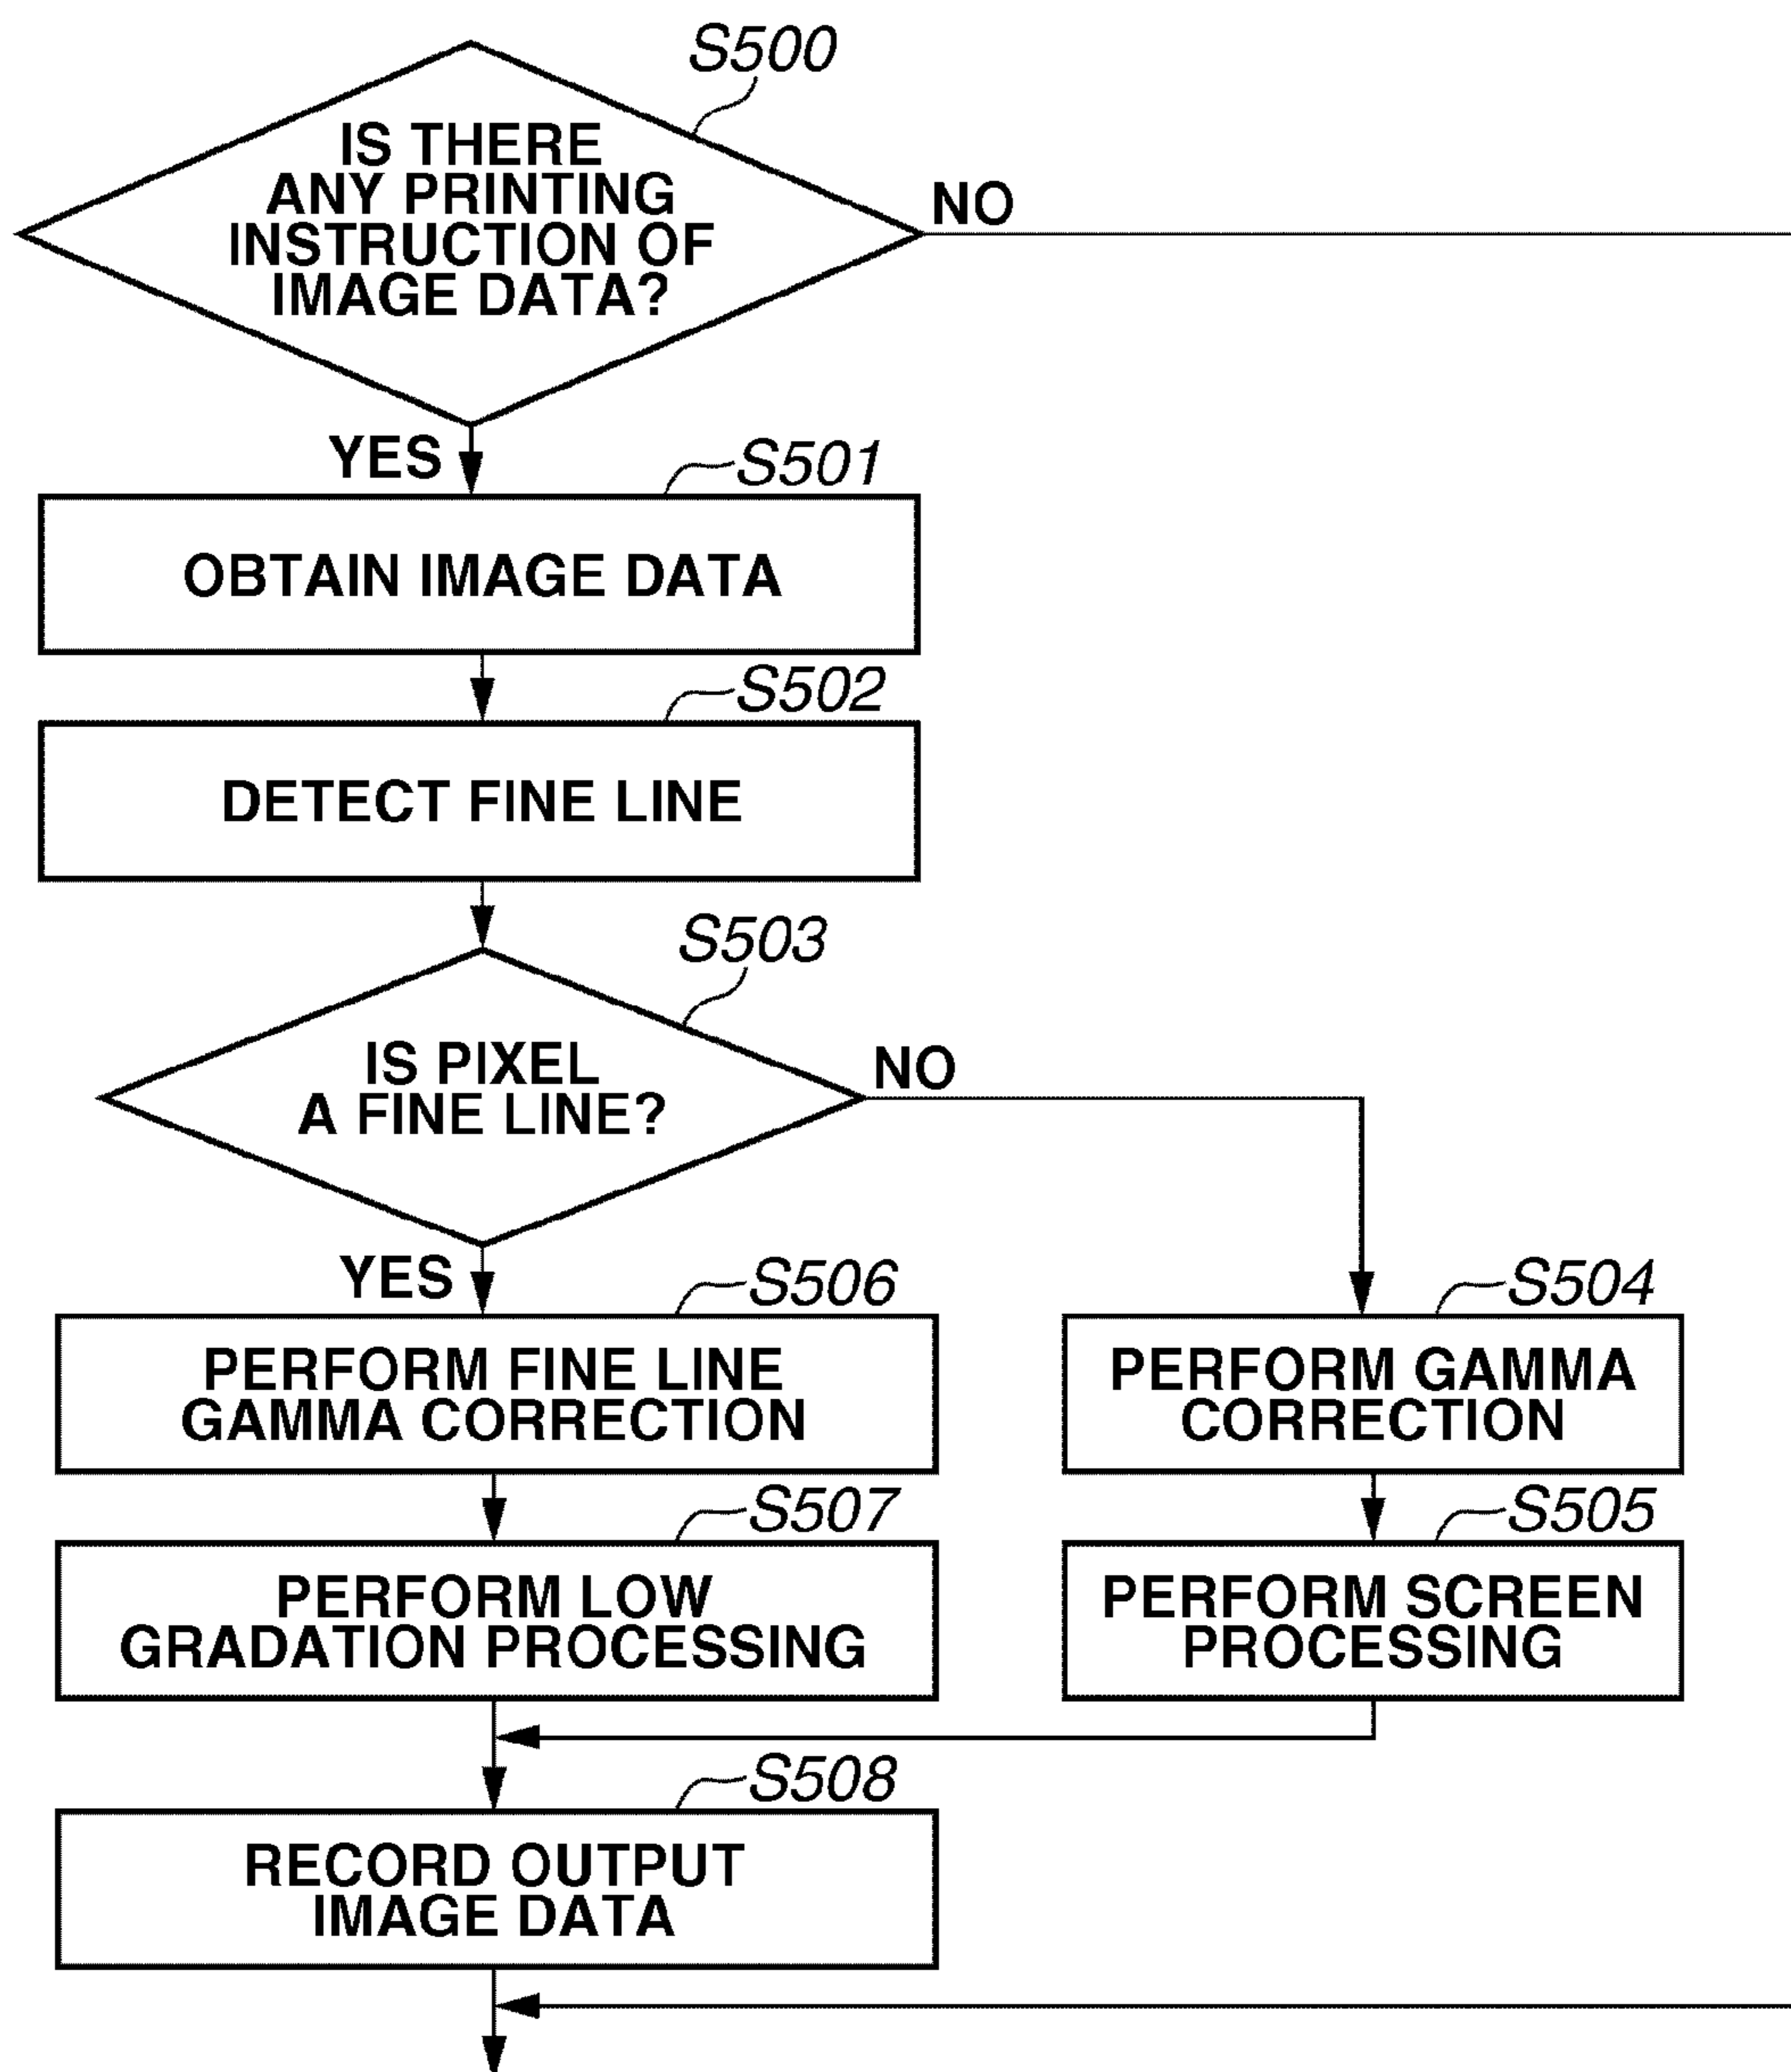 S500
IS THERE
ANY PRINTING
INSTRUCTION OF
IMAGE DATA?
NO
YES
S501
OBTAIN IMAGE DATA
S502
DETECT FINE LINE
S503
IS PIXEL
A FINE LINE?
NO
YES
S506
PERFORM FINE LINE
GAMMA CORRECTION
S504
PERFORM GAMMA
CORRECTION
S507
PERFORM LOW
GRADATION PROCESSING
S505
PERFORM SCREEN
PROCESSING
S508
RECORD OUTPUT
IMAGE DATA